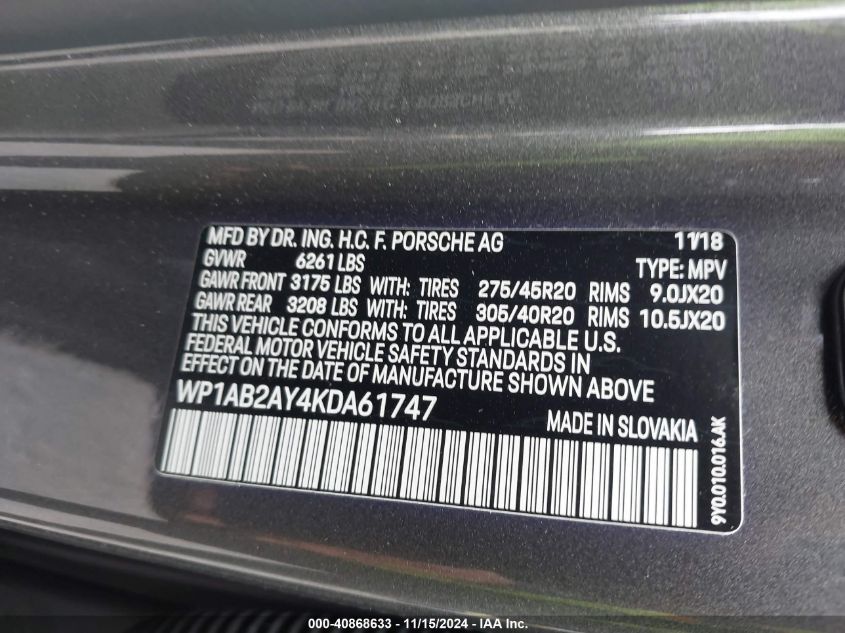 MFD BY DR. ING. H.C. F. PORSCHE AG 11/18
GVWR 6261 LBS TYPE: MPV
GAWR FRONT 3175 LBS WITH: TIRES 275/45R20 RIMS 9.0JX20
GAWR REAR 3208 LBS WITH: TIRES 305/40R20 RIMS 10.5JX20
THIS VEHICLE CONFORMS TO ALL APPLICABLE U.S.
FEDERAL MOTOR VEHICLE SAFETY STANDARDS IN
EFFECT ON THE DATE OF MANUFACTURE SHOWN ABOVE
WP1AB2AY4KDA61747 MADE IN SLOVAKIA
9Y0.010.016.AK
000-40868633 - 11/15/2024 - IAA Inc.